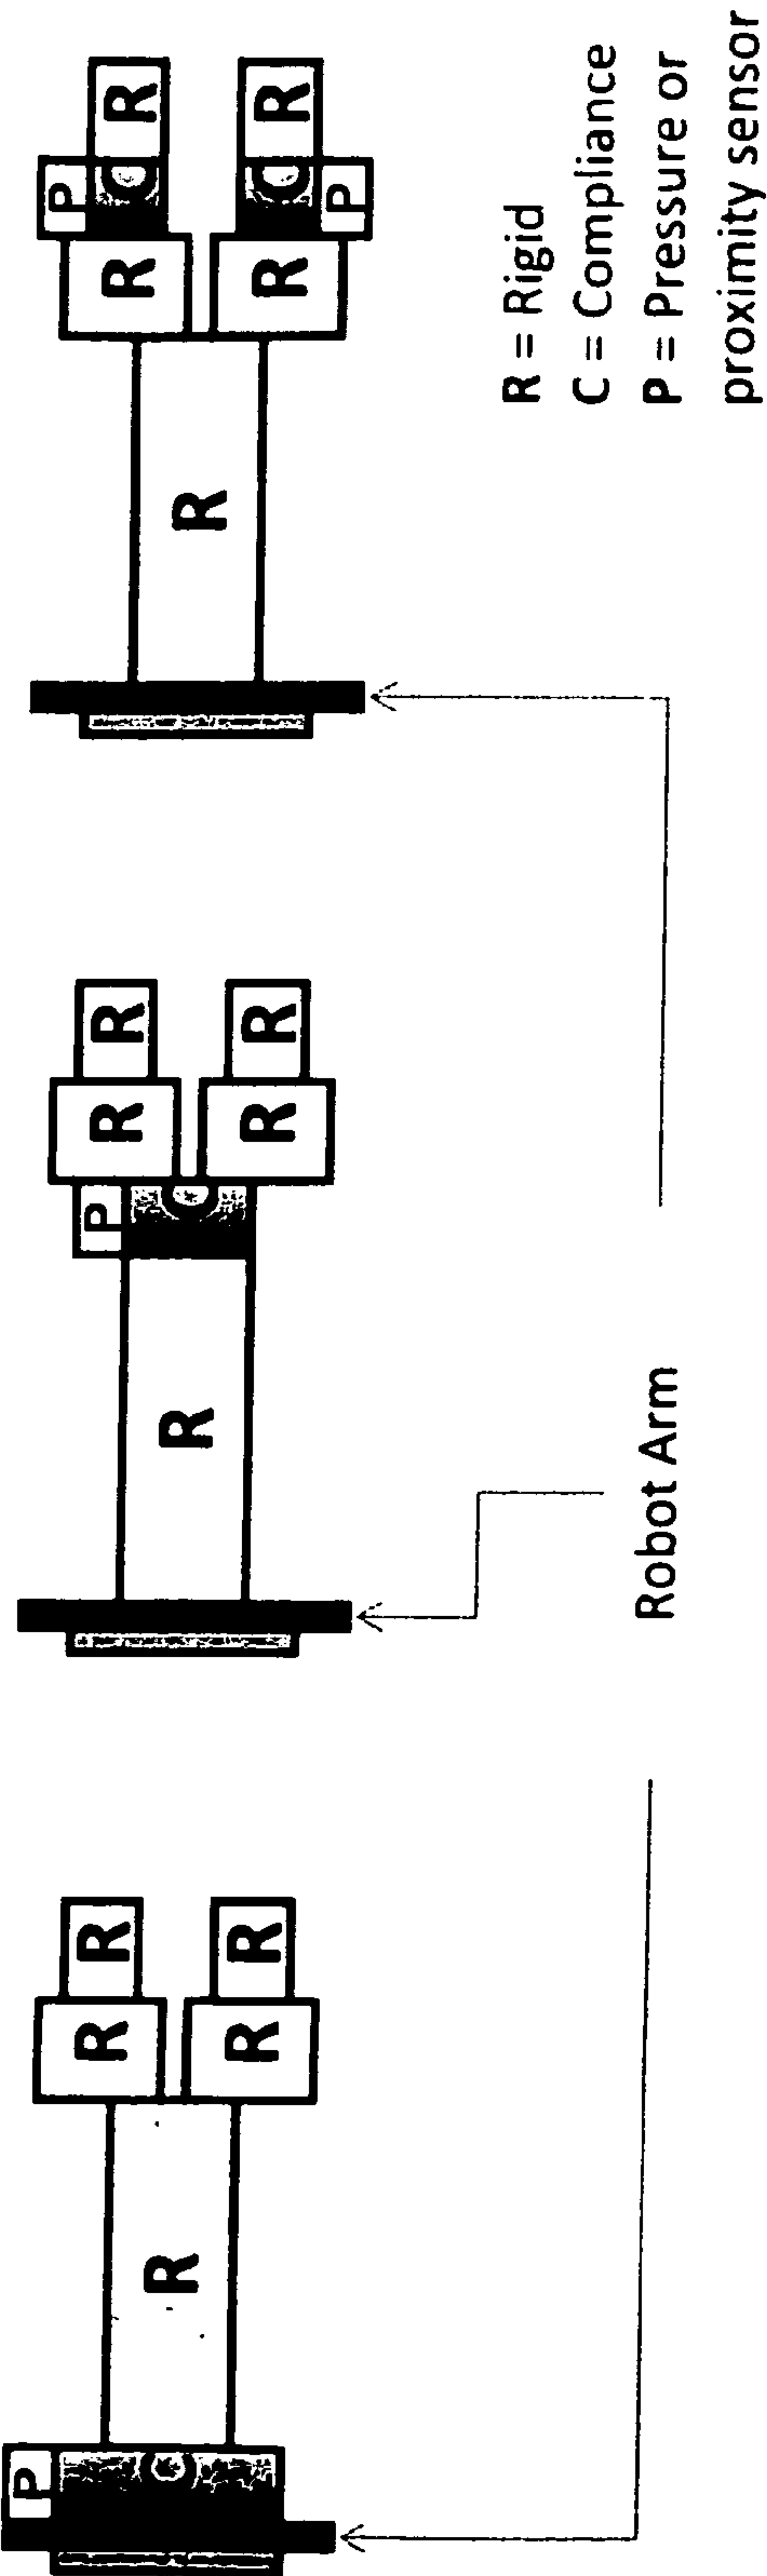 P
R R
C R
R R
P
R R
R C
R R
P
R C R
R
R C R
P
Robot Arm
R = Rigid
C = Compliance
P = Pressure or
proximity sensor